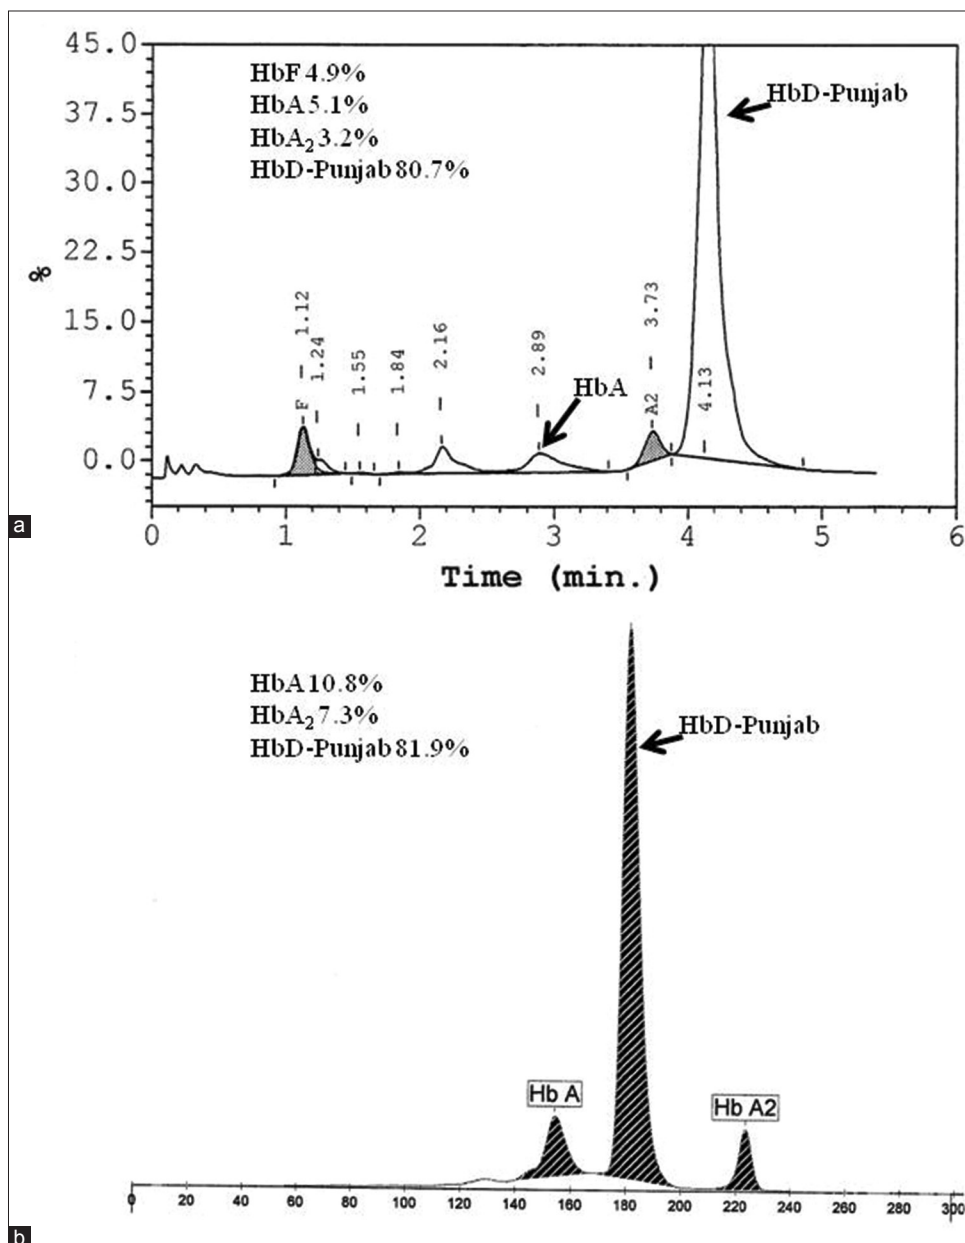 45.0
HbF 4.9%
HbA 5.1%
HbA2 3.2%
HbD-Punjab 80.7%
HbD-Punjab
37.5
30.0
22.5
%
15.0
7.5
0.0
F — 1.12
1.24
1.55
1.84
2.16
2.89
HbA
A2 — 3.73
4.13
a
0 1 2 3 4 5 6
Time (min.)
HbA 10.8%
HbA2 7.3%
HbD-Punjab 81.9%
HbD-Punjab
Hb A
Hb A2
0 20 40 60 80 100 120 140 160 180 200 220 240 260 280 300
b